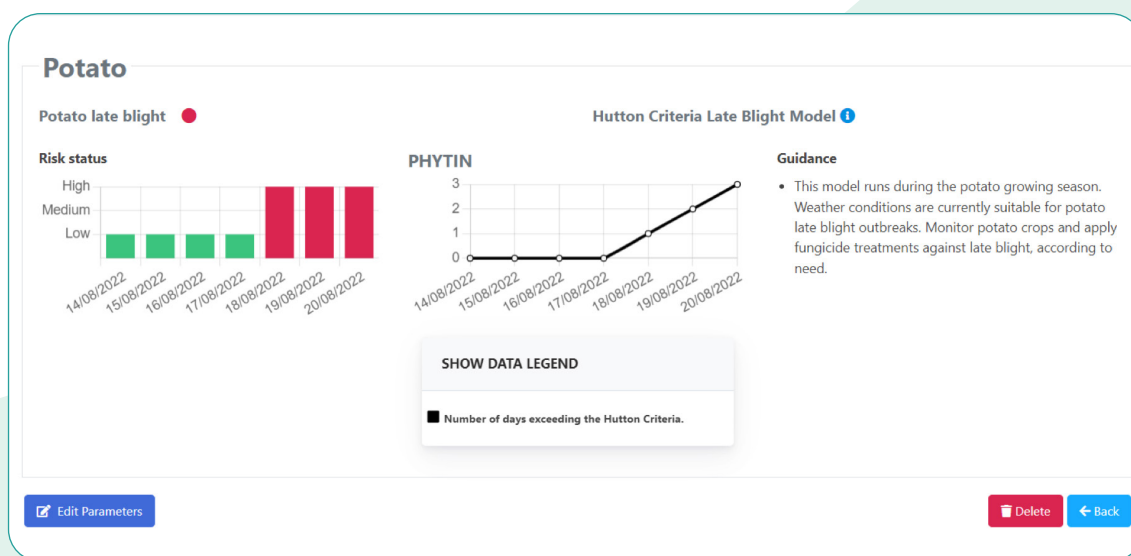 Potato
Potato late blight
Hutton Criteria Late Blight Model
Risk status
High
Medium
Low
14/08/2022
15/08/2022
16/08/2022
17/08/2022
18/08/2022
19/08/2022
20/08/2022
PHYTIN
3
2
1
0
14/08/2022
15/08/2022
16/08/2022
17/08/2022
18/08/2022
19/08/2022
20/08/2022
SHOW DATA LEGEND
Number of days exceeding the Hutton Criteria.
Guidance
• This model runs during the potato growing season.
Weather conditions are currently suitable for potato
late blight outbreaks. Monitor potato crops and apply
fungicide treatments against late blight, according to
need.
Edit Parameters
Delete
Back